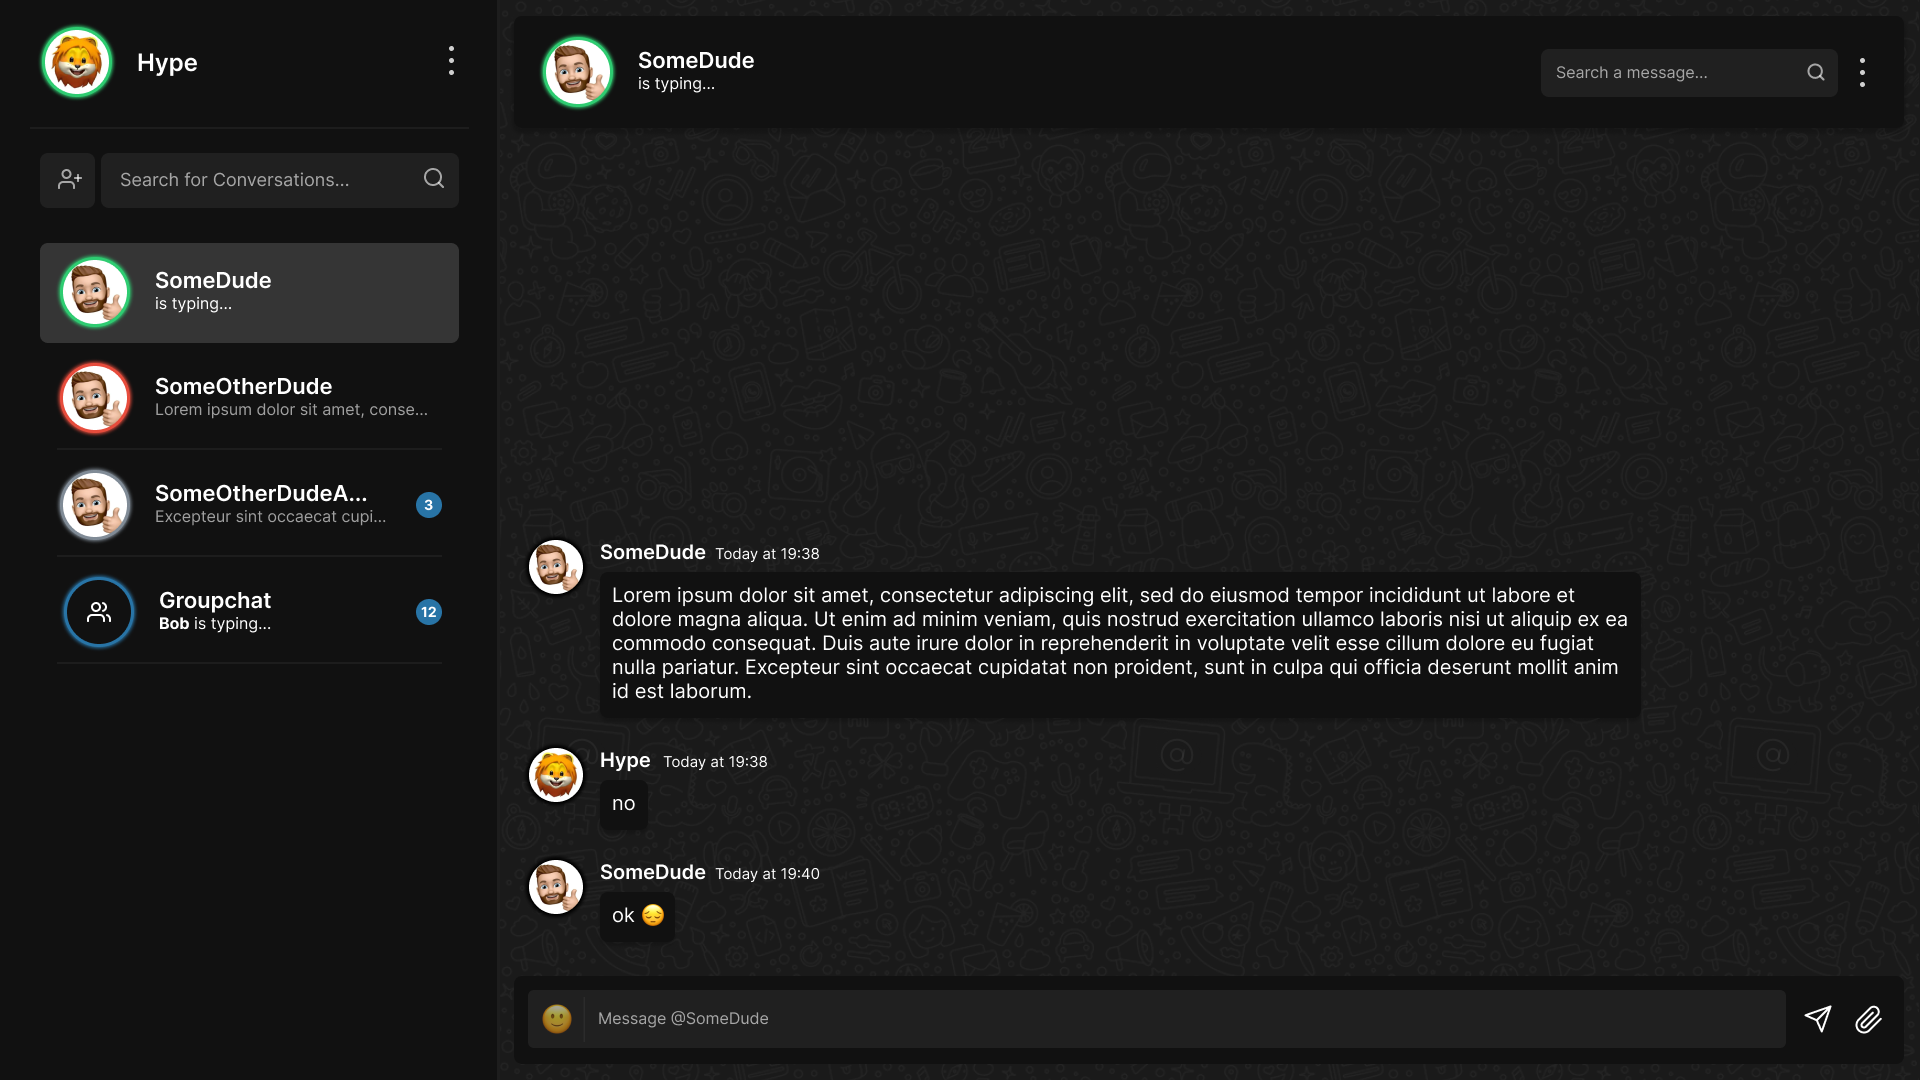 Hype
Search for Conversations...
SomeDude
is typing...
SomeOtherDude
Lorem ipsum dolor sit amet, conse...
SomeOtherDudeA...
Excepteur sint occaecat cupi...
3
Groupchat
Bob is typing...
12
SomeDude
is typing...
Search a message...
SomeDude Today at 19:38
Lorem ipsum dolor sit amet, consectetur adipiscing elit, sed do eiusmod tempor incididunt ut labore et
dolore magna aliqua. Ut enim ad minim veniam, quis nostrud exercitation ullamco laboris nisi ut aliquip ex ea
commodo consequat. Duis aute irure dolor in reprehenderit in voluptate velit esse cillum dolore eu fugiat
nulla pariatur. Excepteur sint occaecat cupidatat non proident, sunt in culpa qui officia deserunt mollit anim
id est laborum.
Hype Today at 19:38
no
SomeDude Today at 19:40
ok 😔
Message @SomeDude